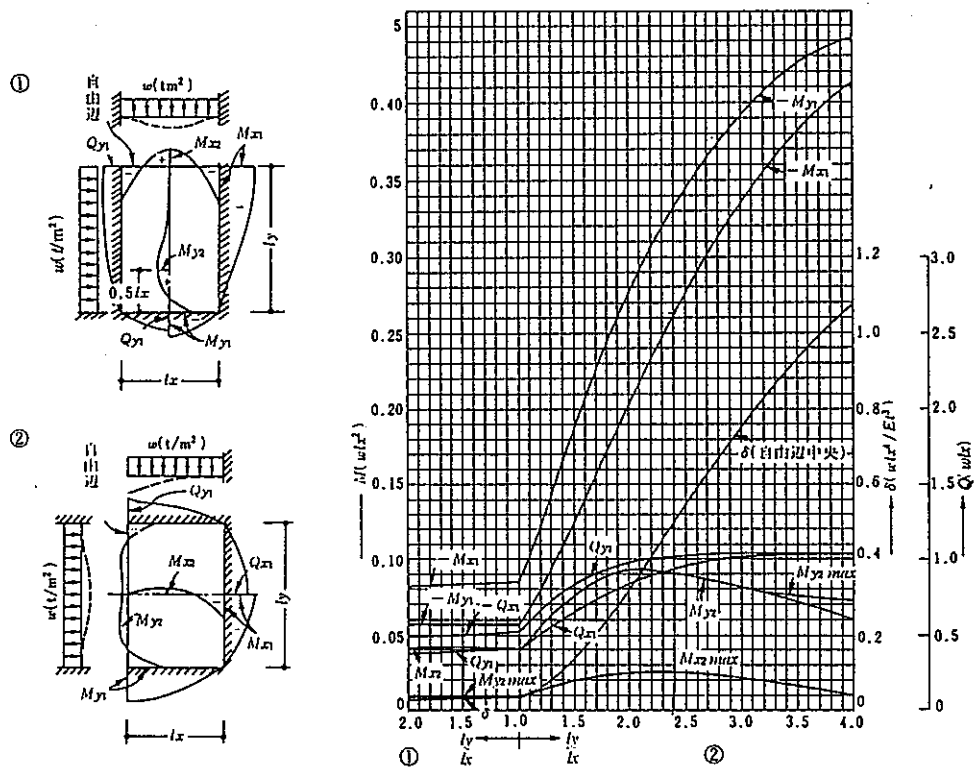 ①
自由辺
w(tm²)
Qy1
Mx2
Mx1
w(t/m²)
My2
ly
0.5lx
Qy1
My1
lx
②
自由辺
w(t/m²)
Qy1
w(t/m²)
Mx2
Qx1
ly
My2
Mx1
My1
lx
5
0.40
0.35
0.30
0.25
0.20
0.15
0.10
0.05
0
M(wlx²)
-My1
-Mx1
δ(自由辺中央)
-Mx1
Qy1
-My1
-Qx1
My2 max
My2
Mx2
Qy1
My2 max
Qx1
Mx2 max
δ
1.2
1.0
0.8
0.6
0.4
0.2
0
δ(wlx⁴/Et³)
3.0
2.5
2.0
1.5
1.0
0.5
0
Q(wlx)
2.0 1.5 1.0 1.5 2.0 2.5 3.0 3.5 4.0
ly/lx
ly/lx
① ②